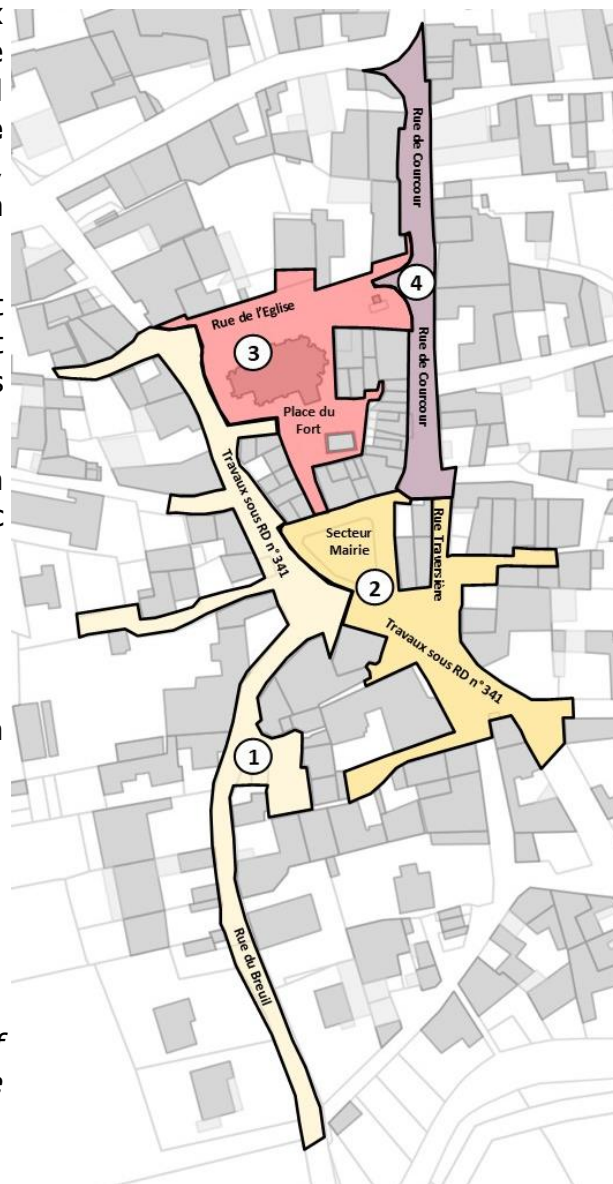 Rue de Courcour
4
Rue de l'Eglise
3
Rue de Courcour
Place du
Fort
Travaux sous RD n°341
Secteur
Mairie
Rue Traversière
2
Travaux sous RD n°341
1
Rue du Breuil